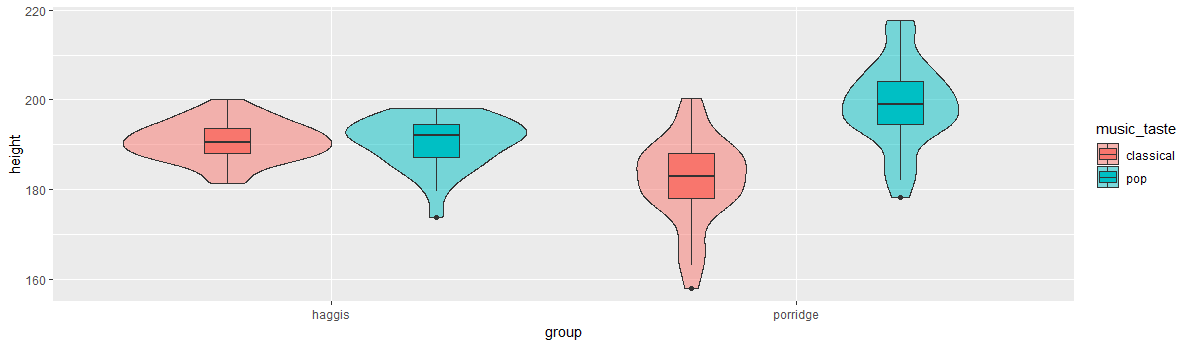 220
200
180
160
height
haggis
porridge
group
music_taste
classical
pop